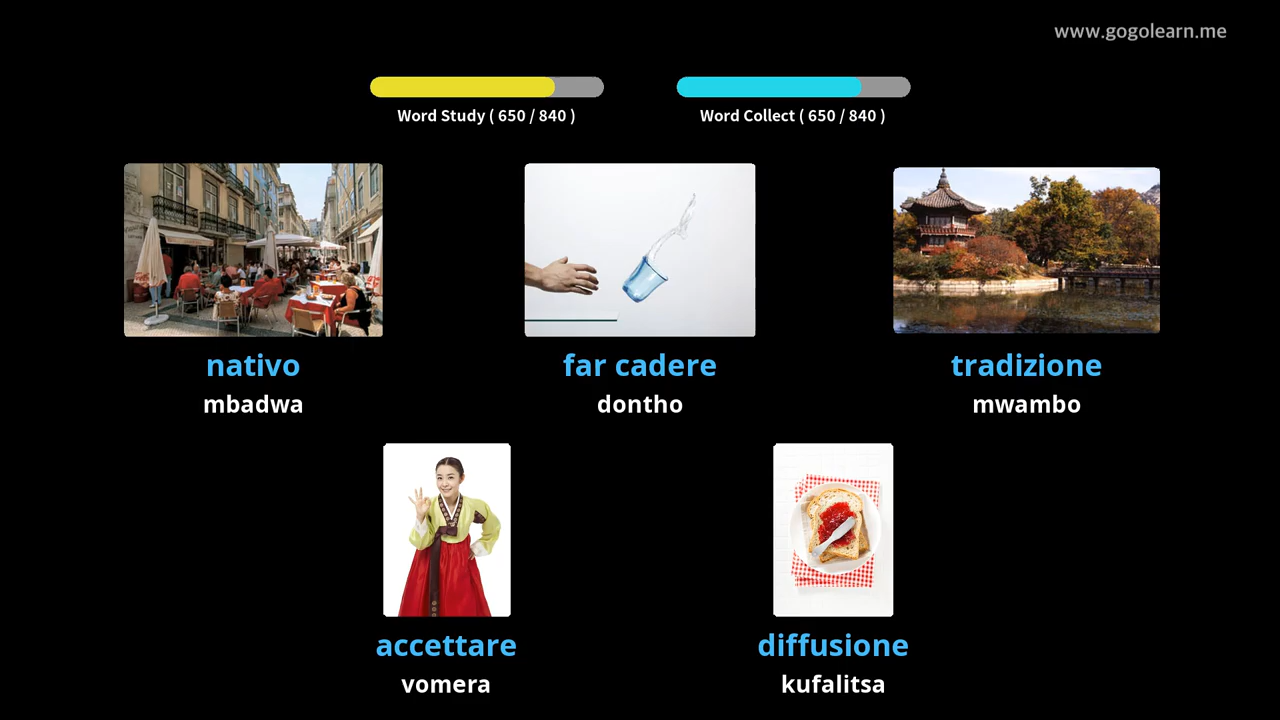 www.gogolearn.me
Word Study ( 650 / 840 )
Word Collect ( 650 / 840 )
nativo
mbadwa
far cadere
dontho
tradizione
mwambo
accettare
vomera
diffusione
kufalitsa